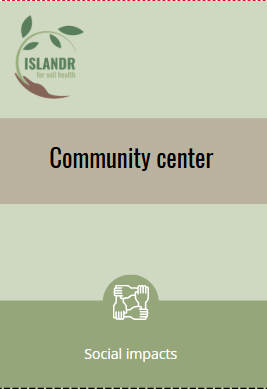 ISLANDR
for soil health
Community center
Social impacts